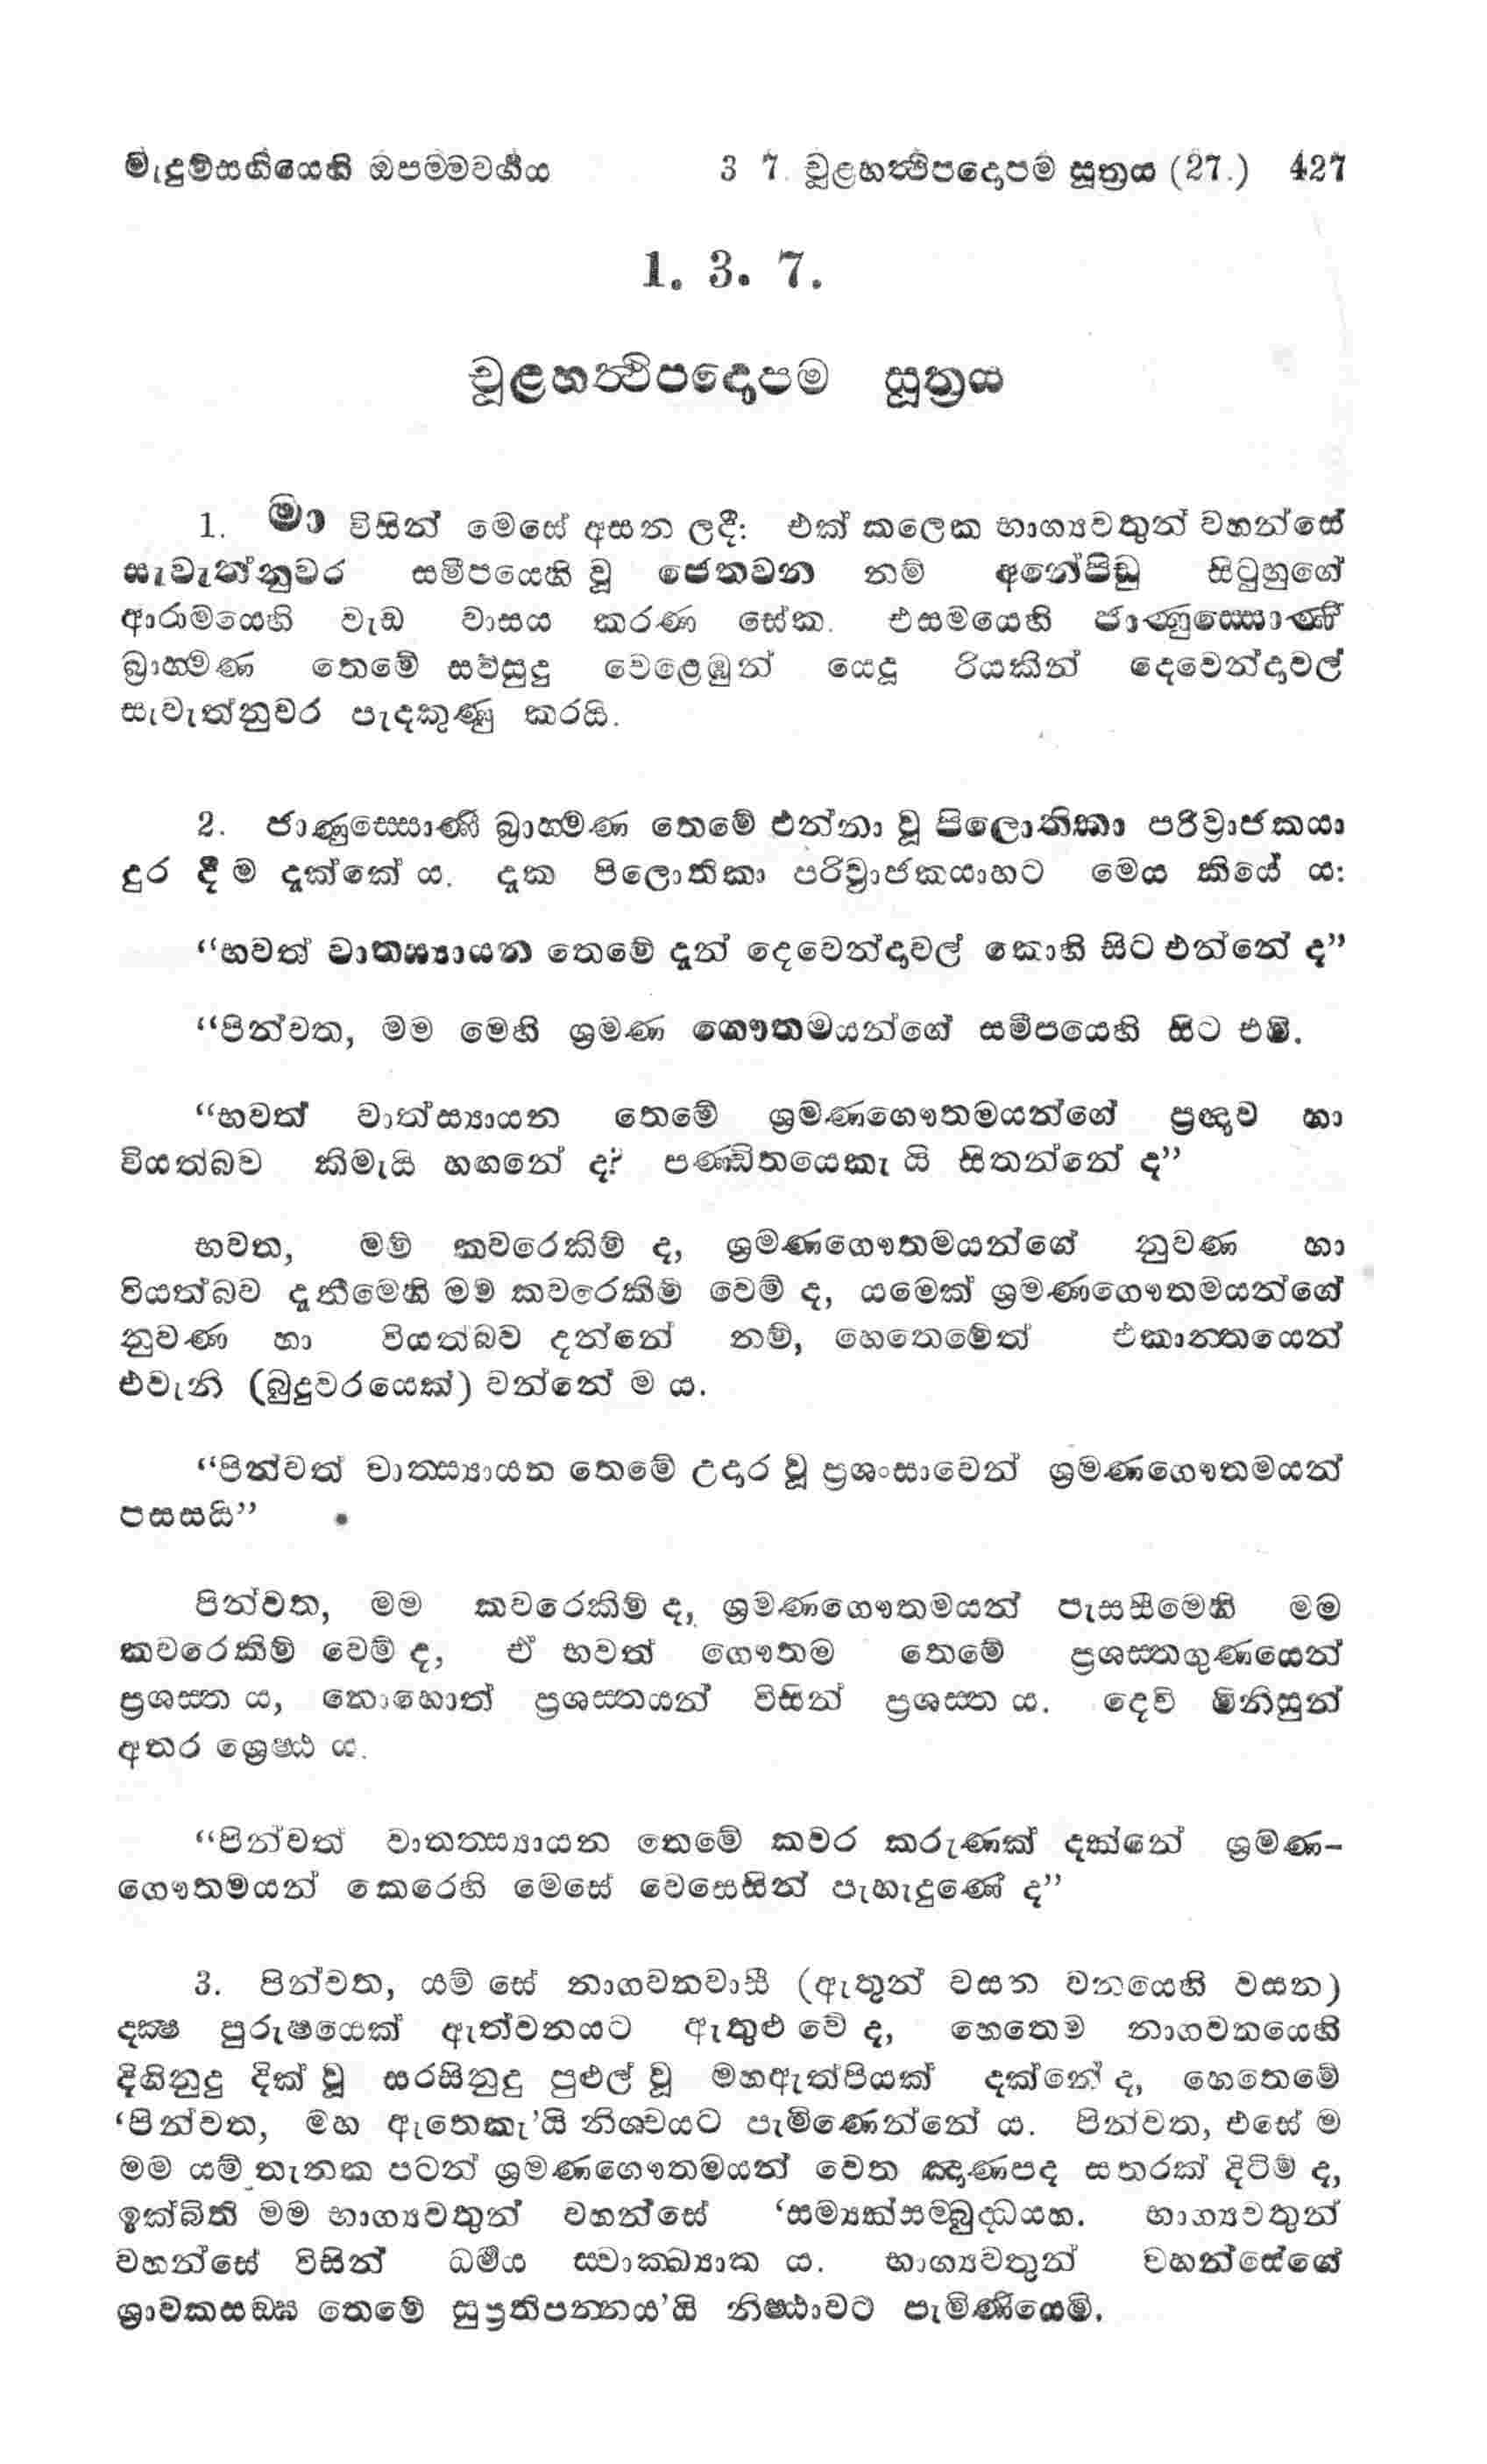 මැදුම්සඟියෙහි ඔපම්මවර්‍ගය 3 7. චූළහත්‍ථිපදොපම සූත්‍රය (27.) 427
1. 3. 7.
චූළහත්‍ථිපදොපම සූත්‍රය
1. මා විසින් මෙසේ අසන ලදී: එක් කලෙක භාග්‍යවතුන් වහන්සේ
සැවැත්නුවර සමීපයෙහි වූ ජෙතවන නම් අනේපිඬු සිටුහුගේ
ආරාමයෙහි වැඩ වාසය කරණ සේක. එසමයෙහි ජාණුස්සොණි
බ්‍රාහ්මණ තෙමේ සව්සුදු වෙළෙඹුන් යෙදූ රියකින් දෙවෙන්දාවල්
සැවැත්නුවර පැදකුණු කරයි.
2. ජාණුස්සොණි බ්‍රාහ්මණ තෙමේ එන්නා වූ පිලොතිකා පරිව්‍රාජකයා
දුර දී ම දුක්කේ ය. දැක පිලොතිකා පරිව්‍රාජකයාහට මෙය කියේ ය:
“භවත් වාත්‍ස්‍යායන තෙමේ දැන් දෙවෙන්දාවල් කොහි සිට එන්නේ ද”
“පින්වත, මම මෙහි ශ්‍රමණ ගෞතමයන්ගේ සමීපයෙහි සිට එමි.
“භවත් වාත්ස්‍යායන තෙමේ ශ්‍රමණගෞතමයන්ගේ ප්‍රඥාව හා
වියත්බව කිමැයි හඟනේ ද? පණ්ඩිතයෙකැ යි සිතන්නේ ද”
භවත, මම් කවරෙකිම් ද, ශ්‍රමණගෞතමයන්ගේ නුවණ හා
වියත්බව දැනීමෙහි මම කවරෙකිම් වෙම් ද, යමෙක් ශ්‍රමණගෞතමයන්ගේ
නුවණ හා වියත්බව දන්නේ නම්, හෙතෙමේත් එකාන්තයෙන්
එවැනි (බුදුවරයෙක්) වන්නේ ම ය.
“පින්වත් වාත්‍ස්‍යායන තෙමේ උදාර වූ ප්‍රශංසාවෙන් ශ්‍රමණගෞතමයන්
පසසයි”
පින්වත, මම කවරෙකිම් ද, ශ්‍රමණගෞතමයන් පැසසීමෙහි මම
කවරෙකිම් වෙම් ද, ඒ භවත් ගෞතම තෙමේ ප්‍රශස්තගුණයෙන්
ප්‍රශස්ත ය, නොහොත් ප්‍රශස්තයන් විසින් ප්‍රශස්ත ය. දෙව් මිනිසුන්
අතර ශ්‍රෙෂ්ඨ ය.
“පින්වත් වාතත්‍ස්‍යායන තෙමේ කවර කරුණක් දක්නේ ශ්‍රමණ-
ගෞතමයන් කෙරෙහි මෙසේ වෙසෙසින් පැහැදුණේ ද”
3. පින්වත, යම් සේ නාගවනවාසී (ඇතුන් වසන වනයෙහි වසන)
දක්‍ෂ පුරුෂයෙක් ඇත්වනයට ඇතුළු වේ ද, හෙතෙම නාගවනයෙහි
දිගිනුදු දික් වූ සරසිනුදු පුළුල් වූ මහඇත්පියක් දක්නේ ද, හෙතෙමේ
‘පින්වත, මහ ඇතෙකැ’යි නිශ්චයට පැමිණෙන්නේ ය. පින්වත, එසේ ම
මම යම් තැනක පටන් ශ්‍රමණගෞතමයන් වෙත ඤාණපද සතරක් දිටිම් ද,
ඉක්බිති මම භාග්‍යවතුන් වහන්සේ ‘සම්‍යක්සම්බුද්ධයහ. භාග්‍යවතුන්
වහන්සේ විසින් ධර්‍මය ස්වාක්ඛ්‍යාත ය. භාග්‍යවතුන් වහන්සේගේ
ශ්‍රාවකසඞ්ඝ තෙමේ සුප්‍රතිපන්නය’යි නිෂ්ඨාවට පැමිණියෙම්.